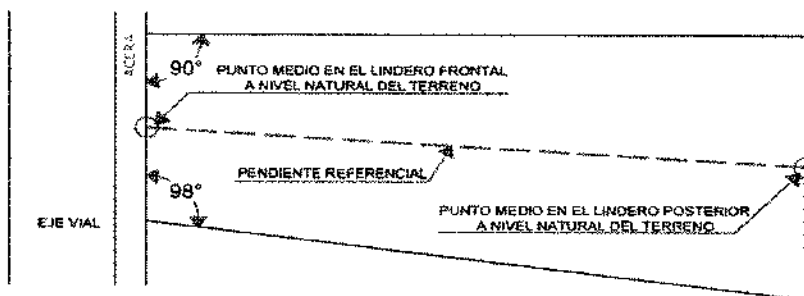 ACERA
90°
PUNTO MEDIO EN EL LINDERO FRONTAL
A NIVEL NATURAL DEL TERRENO
PENDIENTE REFERENCIAL
98°
EJE VIAL
PUNTO MEDIO EN EL LINDERO POSTERIOR
A NIVEL NATURAL DEL TERRENO